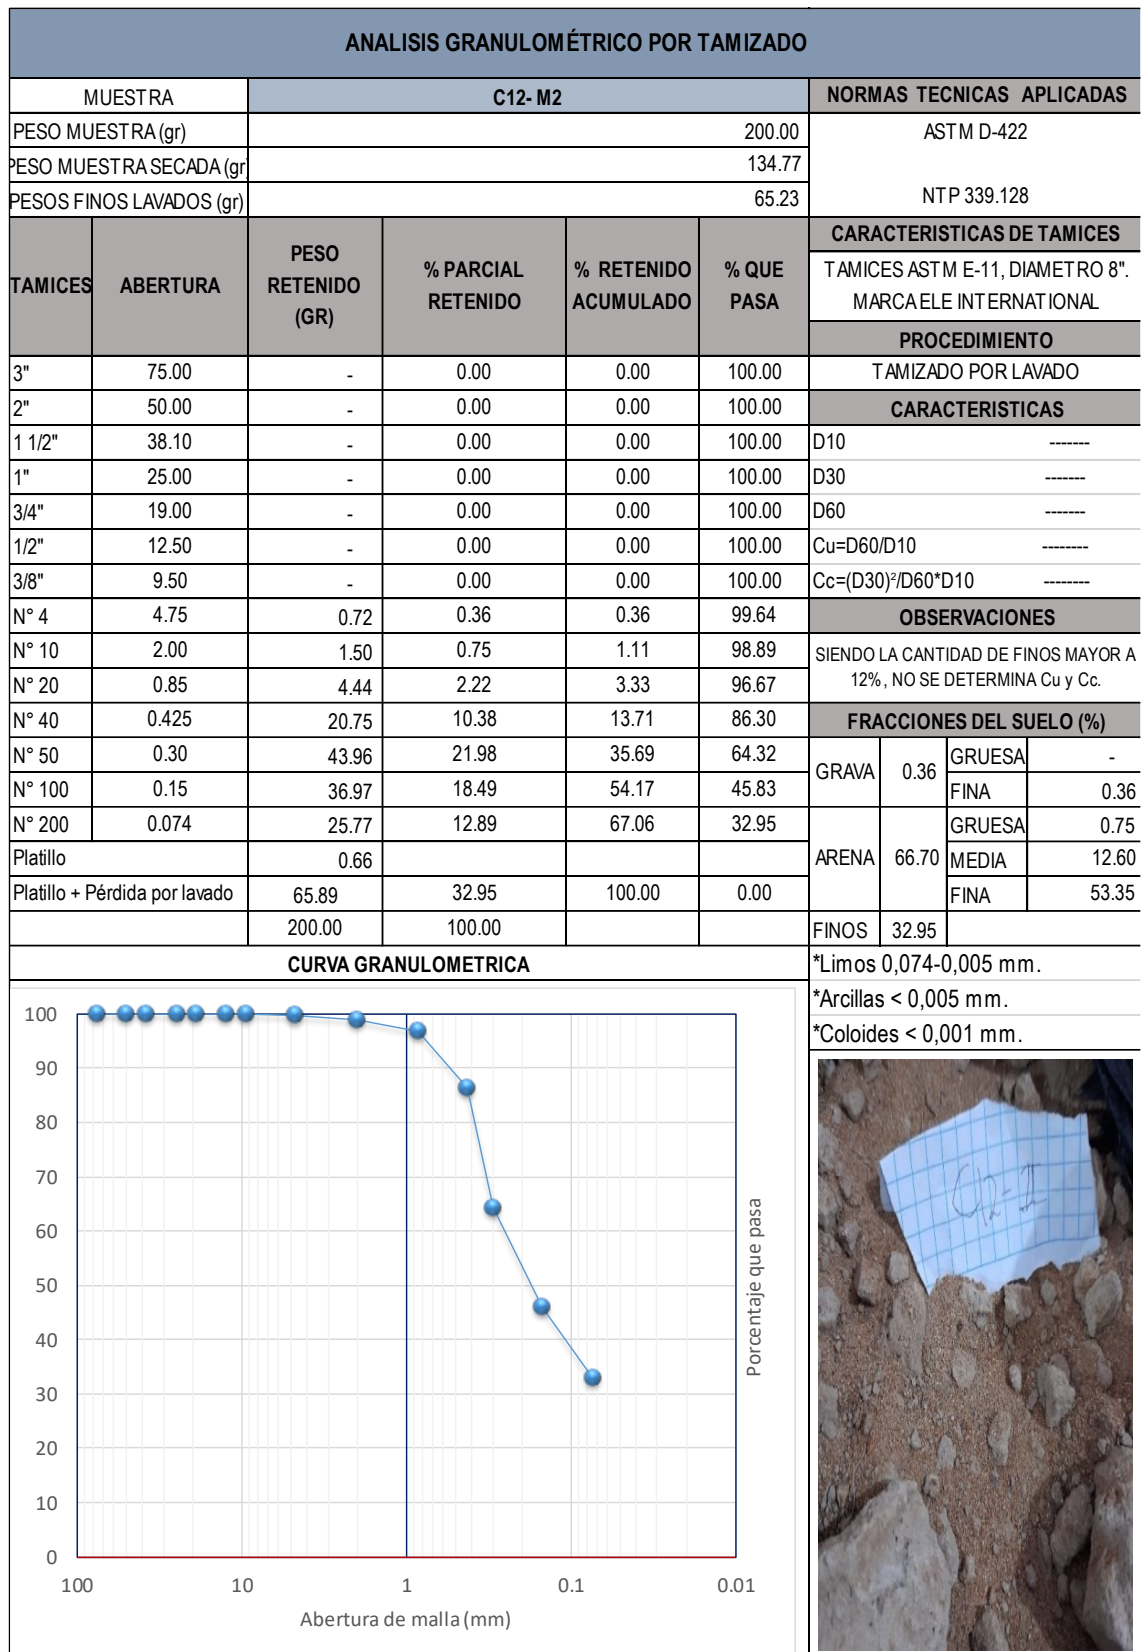 ANALISIS GRANULOMÉTRICO POR TAMIZADO
MUESTRA C12- M2 NORMAS TECNICAS APLICADAS
PESO MUESTRA (gr) 200.00 ASTM D-422
PESO MUESTRA SECADA (gr) 134.77
PESOS FINOS LAVADOS (gr) 65.23 NTP 339.128
TAMICES ABERTURA PESO RETENIDO (GR) % PARCIAL RETENIDO % RETENIDO ACUMULADO % QUE PASA
CARACTERISTICAS DE TAMICES
TAMICES ASTM E-11, DIAMETRO 8".
MARCA ELE INTERNATIONAL
PROCEDIMIENTO
3" 75.00 - 0.00 0.00 100.00 TAMIZADO POR LAVADO
2" 50.00 - 0.00 0.00 100.00 CARACTERISTICAS
1 1/2" 38.10 - 0.00 0.00 100.00 D10 -------
1" 25.00 - 0.00 0.00 100.00 D30 -------
3/4" 19.00 - 0.00 0.00 100.00 D60 -------
1/2" 12.50 - 0.00 0.00 100.00 Cu=D60/D10 --------
3/8" 9.50 - 0.00 0.00 100.00 Cc=(D30)²/D60*D10 --------
N° 4 4.75 0.72 0.36 0.36 99.64 OBSERVACIONES
N° 10 2.00 1.50 0.75 1.11 98.89 SIENDO LA CANTIDAD DE FINOS MAYOR A
N° 20 0.85 4.44 2.22 3.33 96.67 12%, NO SE DETERMINA Cu y Cc.
N° 40 0.425 20.75 10.38 13.71 86.30 FRACCIONES DEL SUELO (%)
N° 50 0.30 43.96 21.98 35.69 64.32 GRAVA 0.36 GRUESA -
N° 100 0.15 36.97 18.49 54.17 45.83 FINA 0.36
N° 200 0.074 25.77 12.89 67.06 32.95 GRUESA 0.75
Platillo 0.66 ARENA 66.70 MEDIA 12.60
Platillo + Pérdida por lavado 65.89 32.95 100.00 0.00 FINA 53.35
200.00 100.00 FINOS 32.95
CURVA GRANULOMETRICA
*Limos 0,074-0,005 mm.
*Arcillas < 0,005 mm.
*Coloides < 0,001 mm.
100
90
80
70
60
50
40
30
20
10
0
100 10 1 0.1 0.01
Abertura de malla (mm)
Porcentaje que pasa